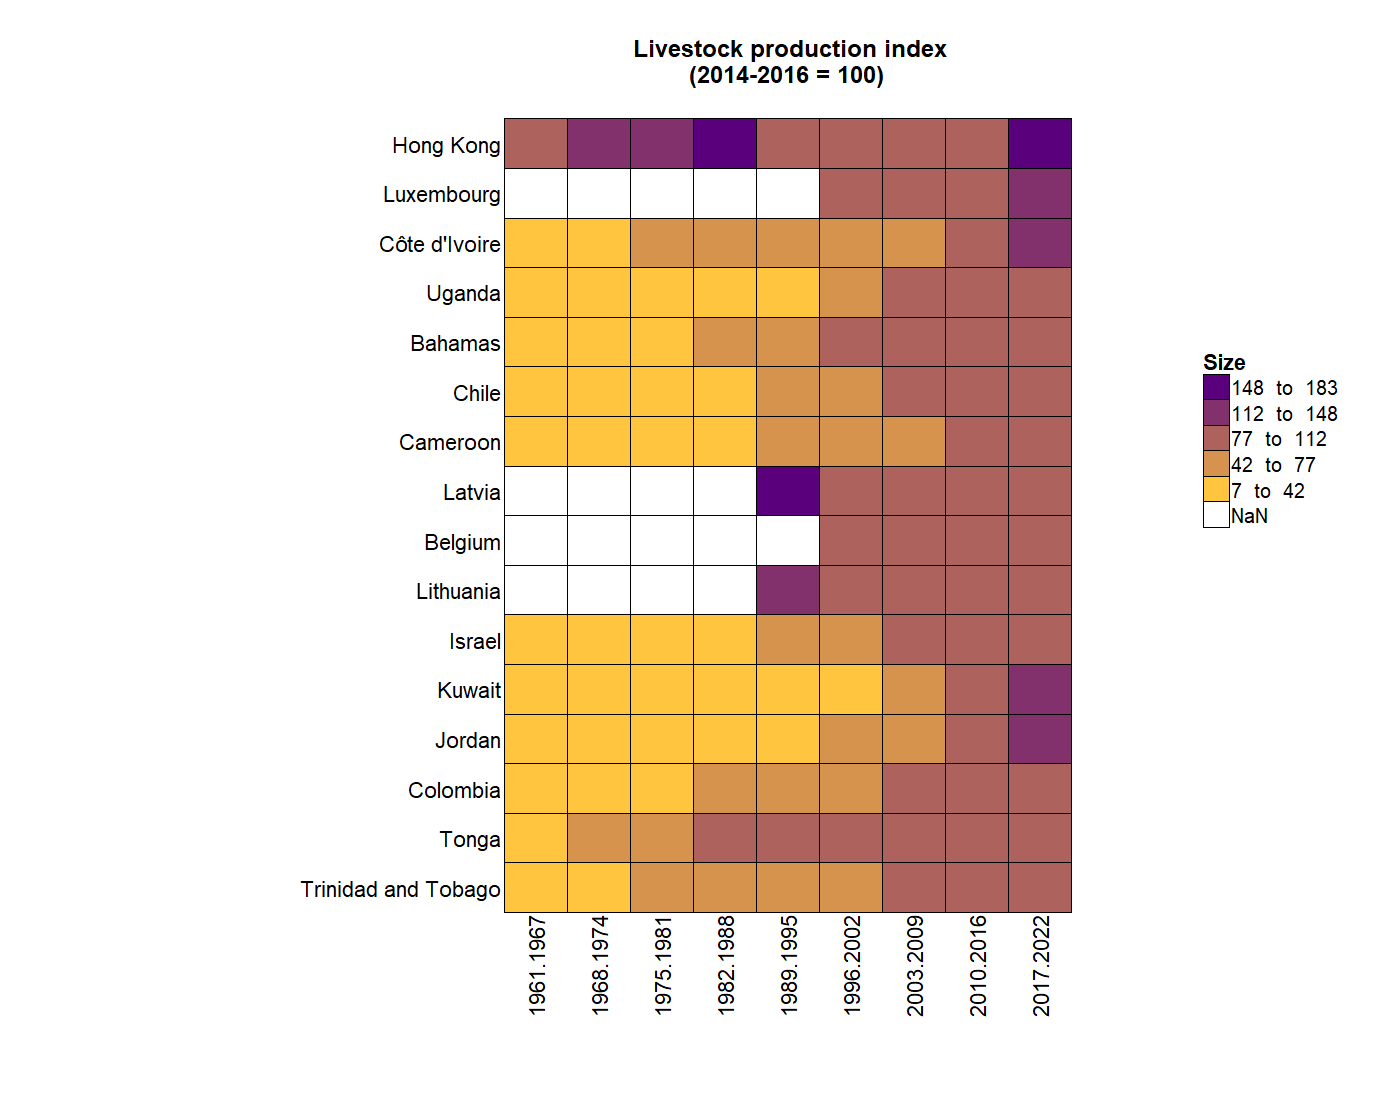 Livestock production index
(2014-2016 = 100)
Hong Kong
Luxembourg
Côte d'Ivoire
Uganda
Bahamas
Chile
Cameroon
Latvia
Belgium
Lithuania
Israel
Kuwait
Jordan
Colombia
Tonga
Trinidad and Tobago
1961.1967
1968.1974
1975.1981
1982.1988
1989.1995
1996.2002
2003.2009
2010.2016
2017.2022
Size
148 to 183
112 to 148
77 to 112
42 to 77
7 to 42
NaN